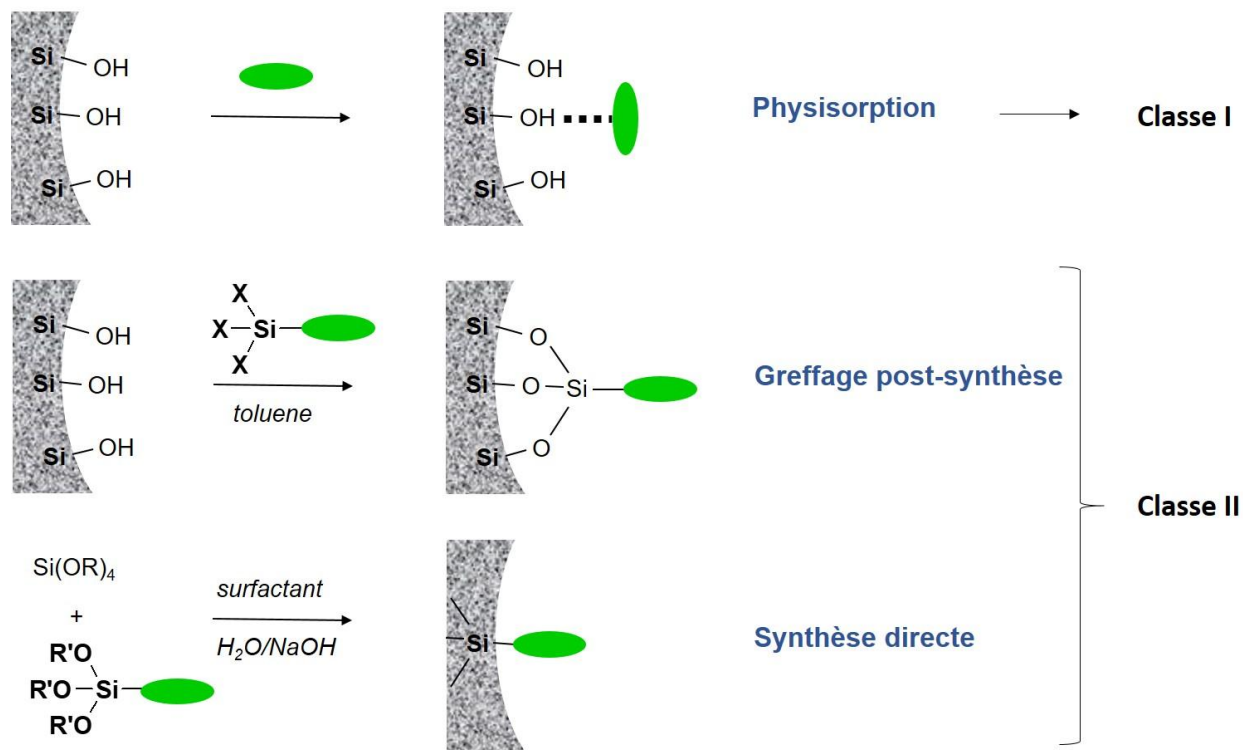 Si
OH
Si
OH
Si
OH
Si
OH
Si
OH
Si
OH
Physisorption
Classe I
Si
OH
Si
OH
Si
OH
X
X
Si
X
toluene
Si
O
Si
O
Si
Si
O
Greffage post-synthèse
Classe II
Si(OR)4
+
R'O
R'O
Si
R'O
surfactant
H2O/NaOH
Si
Synthèse directe